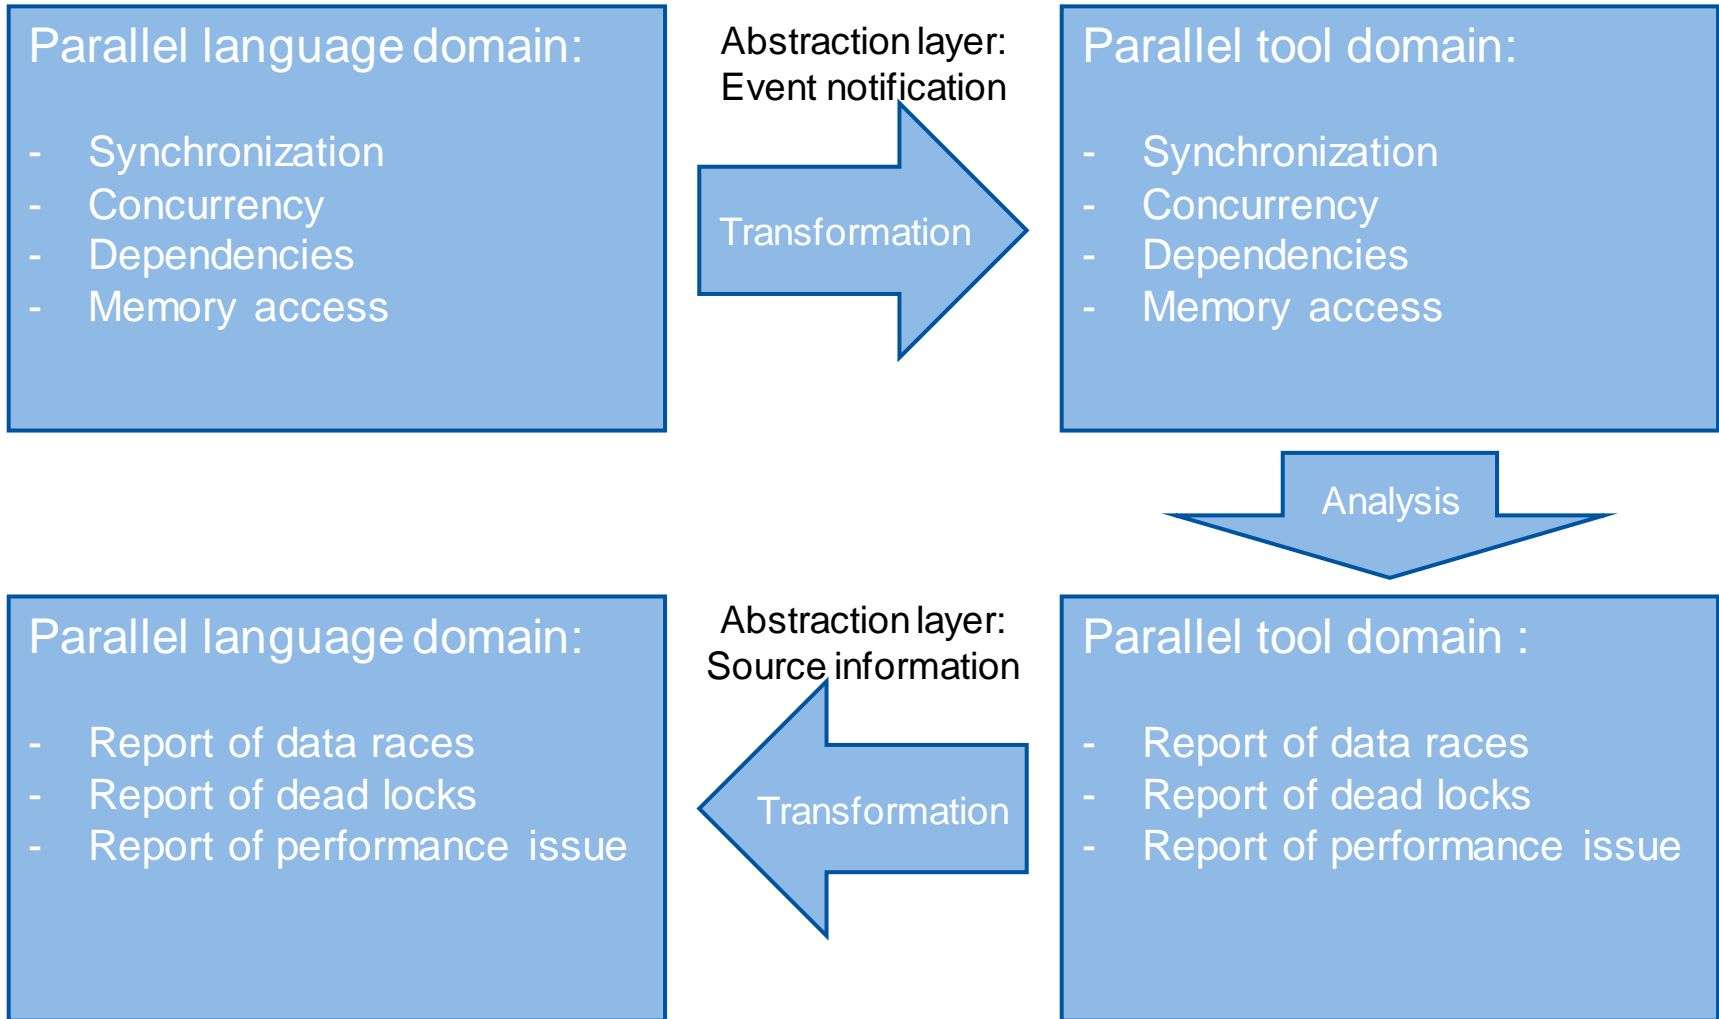 Parallel language domain:
- Synchronization
- Concurrency
- Dependencies
- Memory access
Abstraction layer:
Event notification
Transformation
Parallel tool domain:
- Synchronization
- Concurrency
- Dependencies
- Memory access
Analysis
Parallel tool domain :
- Report of data races
- Report of dead locks
- Report of performance issue
Abstraction layer:
Source information
Transformation
Parallel language domain:
- Report of data races
- Report of dead locks
- Report of performance issue